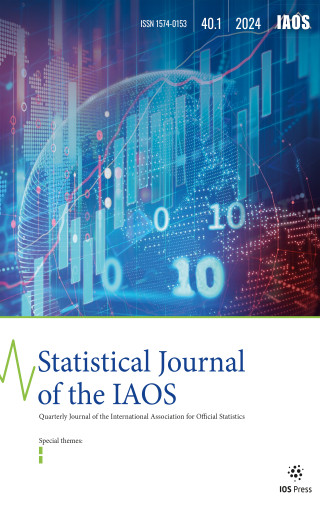 ISSN 1574-0153 40.1 2024 IAOS
0 10
0 10
Statistical Journal
of the IAOS
Quarterly Journal of the International Association for Official Statistics
Special themes:
IOS Press